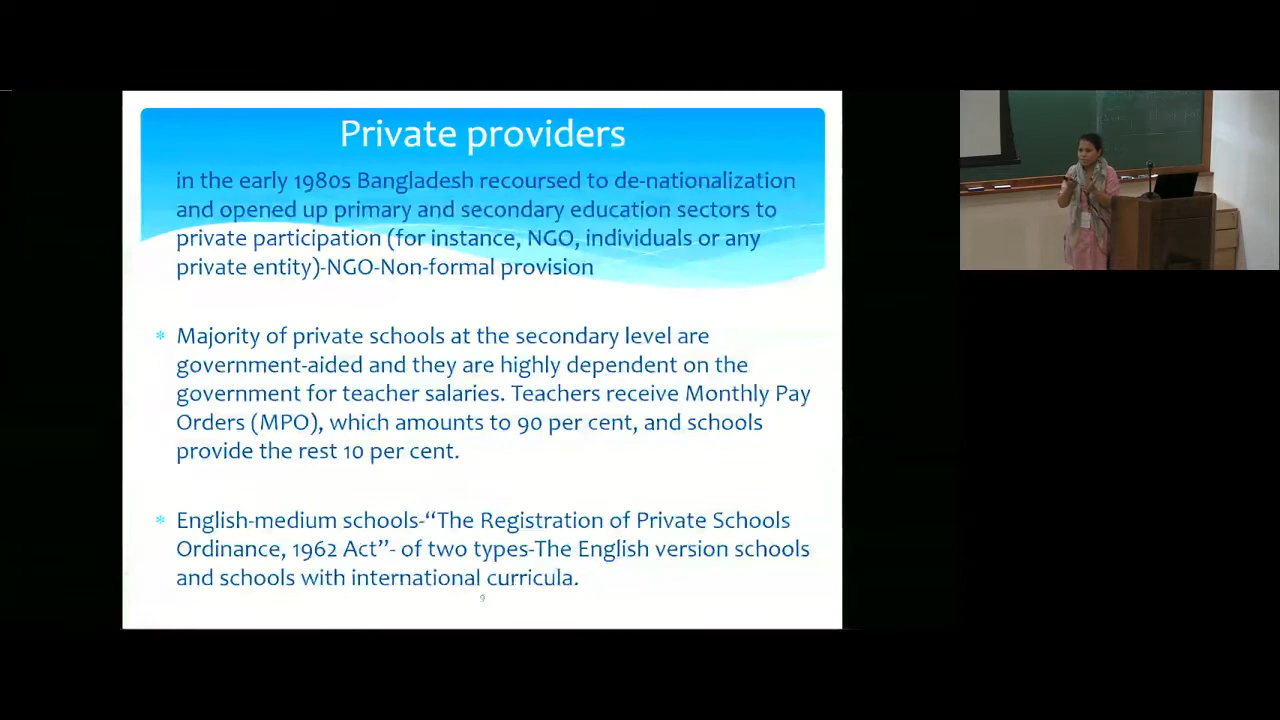 Private providers
in the early 1980s Bangladesh recoursed to de-nationalization
and opened up primary and secondary education sectors to
private participation (for instance, NGO, individuals or any
private entity)-NGO-Non-formal provision
* Majority of private schools at the secondary level are
government-aided and they are highly dependent on the
government for teacher salaries. Teachers receive Monthly Pay
Orders (MPO), which amounts to 90 per cent, and schools
provide the rest 10 per cent.
* English-medium schools-“The Registration of Private Schools
Ordinance, 1962 Act”- of two types-The English version schools
and schools with international curricula.
9